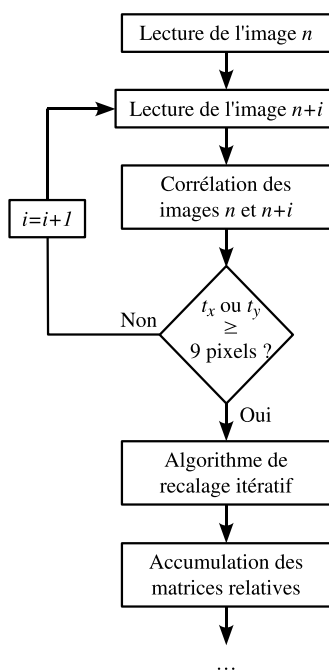 Lecture de l'image n
Lecture de l'image n+i
Corrélation des
images n et n+i
i=i+1
tx ou ty
≥
9 pixels ?
Non
Oui
Algorithme de
recalage itératif
Accumulation des
matrices relatives
...